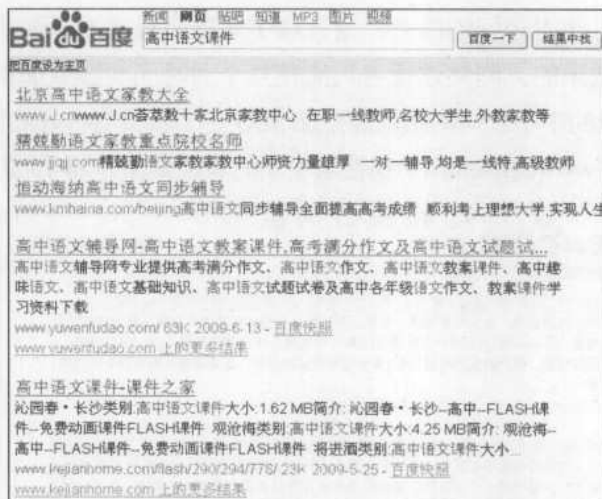 新闻 网页 贴吧 知道 MP3 图片 视频
Bai du 百度 高中语文课件 百度一下 结果中找
把百度设为主页
北京高中语文家教大全
www.J.cnwww.J.cn荟萃数十家北京家教中心 在职一线教师,名校大学生,外教家教等
精兢勤语文家教重点院校名师
www.jjqj.com精兢勤语文家教家教中心师资力量雄厚 一对一辅导,均是一线特,高级教师
恒动海纳高中语文同步辅导
www.kmhaina.com/beijing高中语文同步辅导全面提高高考成绩 顺利考上理想大学,实现人生
高中语文辅导网-高中语文教案课件,高考满分作文及高中语文试题试...
高中语文辅导网专业提供高考满分作文、高中语文作文、高中语文教案课件、高中趣
味语文、高中语文基础知识、高中语文试题试卷及高中各年级语文作文、教案课件学
习资料下载
www.yuwenfudao.com/ 63K 2009-6-13 - 百度快照
www.yuwenfudao.com 上的更多结果
高中语文课件-课件之家
沁园春·长沙类别:高中语文课件大小:1.62 MB简介: 沁园春·长沙--高中--FLASH课
件--免费动画课件FLASH课件 观沧海类别:高中语文课件大小:4.25 MB简介: 观沧海--
高中--FLASH课件--免费动画课件FLASH课件 将进酒类别:高中语文课件大小...
www.kejianhome.com/flash/290/294/778/ 23K 2009-5-25 - 百度快照
www.kejianhome.com 上的更多结果